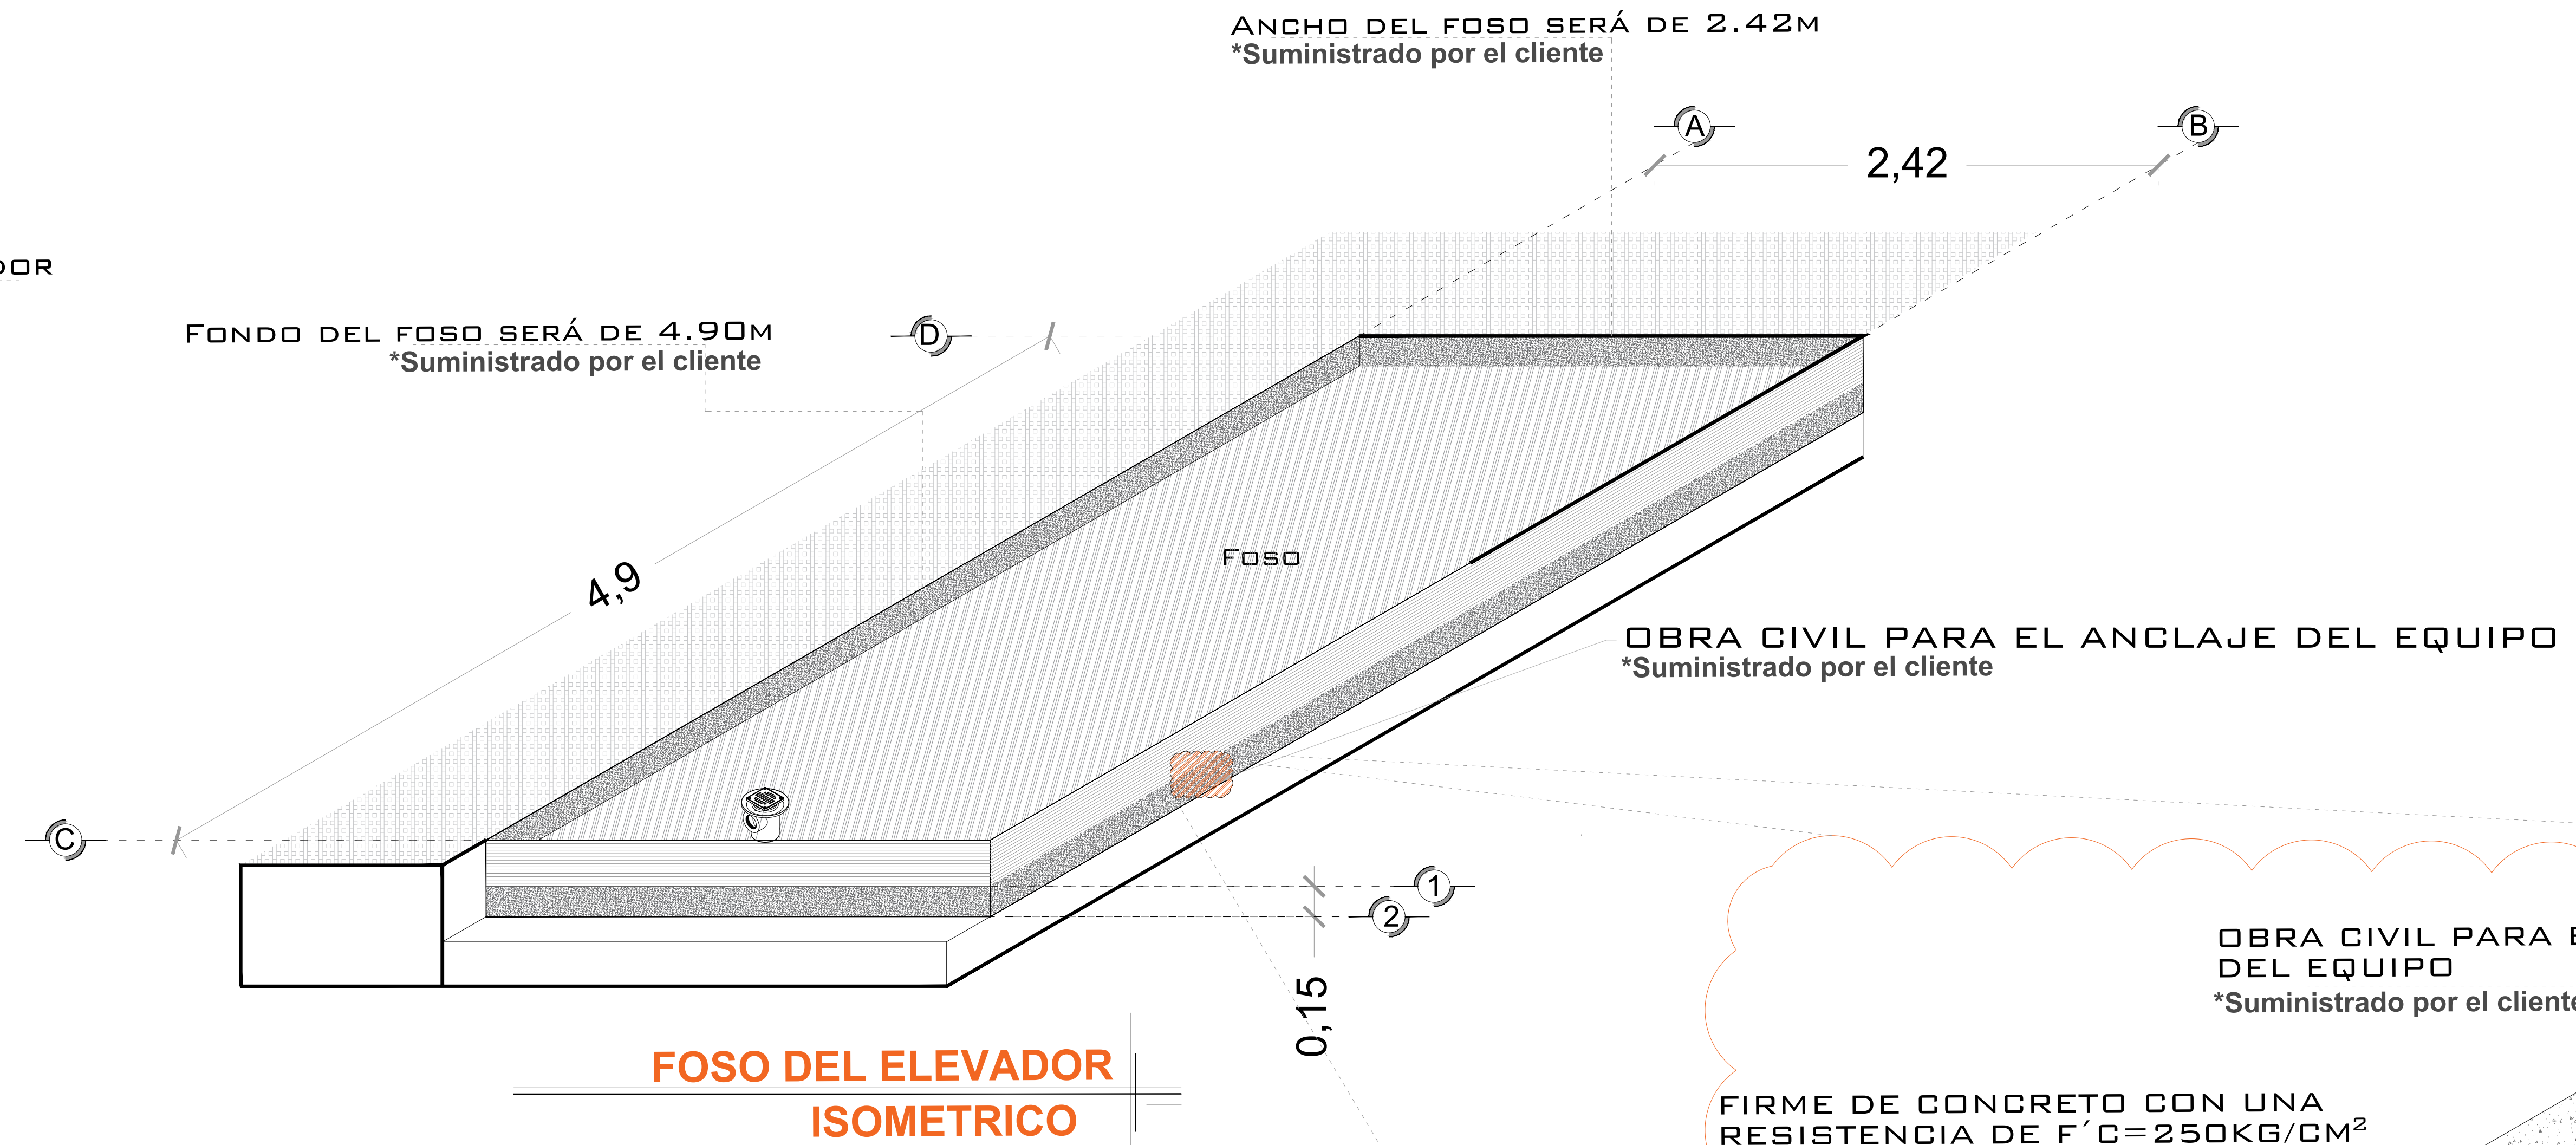 ANCHO DEL FOSO SERÁ DE 2.42M
*Suministrado por el cliente
A
B
2,42
FONDO DEL FOSO SERÁ DE 4.90M
*Suministrado por el cliente
D
4,9
FOSO
OBRA CIVIL PARA EL ANCLAJE DEL EQUIPO
*Suministrado por el cliente
C
1
2
0,15
OBRA CIVIL PARA
DEL EQUIPO
*Suministrado por el cliente
FOSO DEL ELEVADOR
ISOMETRICO
FIRME DE CONCRETO CON UNA
RESISTENCIA DE F´C=250KG/CM²